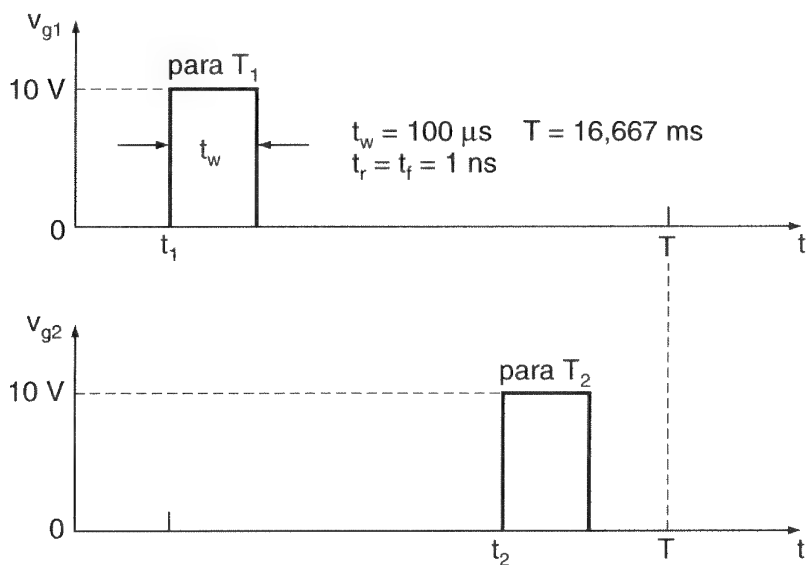 v_g1
para T_1
10 V
t_w
t_w = 100 μs T = 16,667 ms
t_r = t_f = 1 ns
0
t_1
T
t
v_g2
para T_2
10 V
0
t_2
T
t